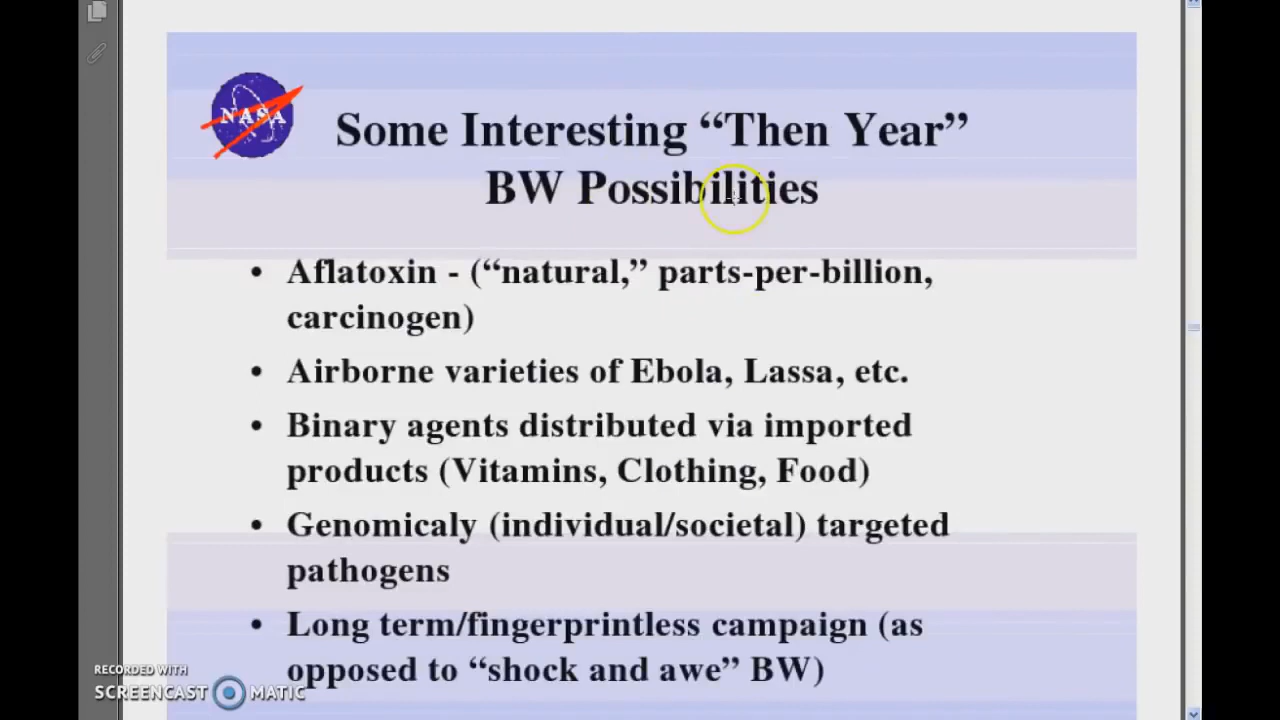 NASA
Some Interesting “Then Year”
BW Possibilities
• Aflatoxin - (“natural,” parts-per-billion,
carcinogen)
• Airborne varieties of Ebola, Lassa, etc.
• Binary agents distributed via imported
products (Vitamins, Clothing, Food)
• Genomicaly (individual/societal) targeted
pathogens
• Long term/fingerprintless campaign (as
opposed to “shock and awe” BW)
RECORDED WITH
SCREENCAST MATIC